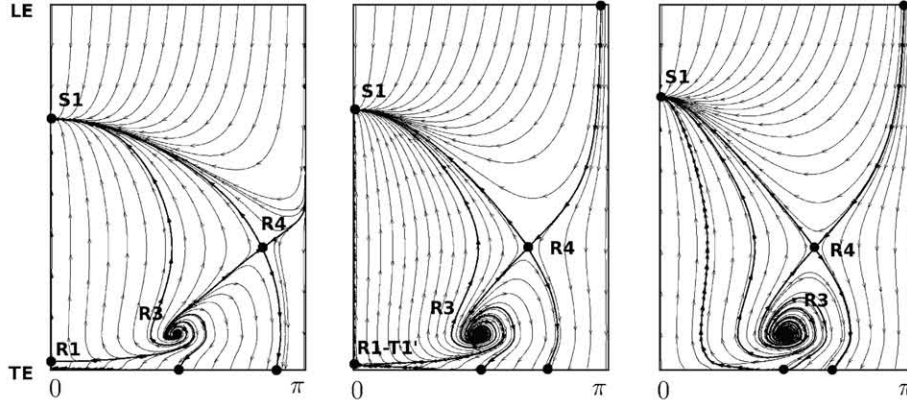 LE
S1
R4
R3
R1
TE
0
π
S1
R4
R3
R1-T1'
0
π
S1
R4
R3
0
π